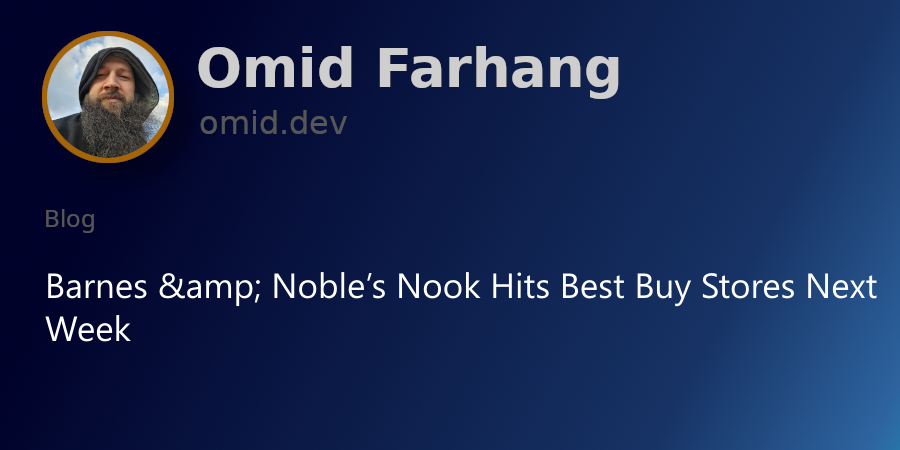 Omid Farhang
omid.dev
Blog
Barnes &amp; Noble’s Nook Hits Best Buy Stores Next
Week